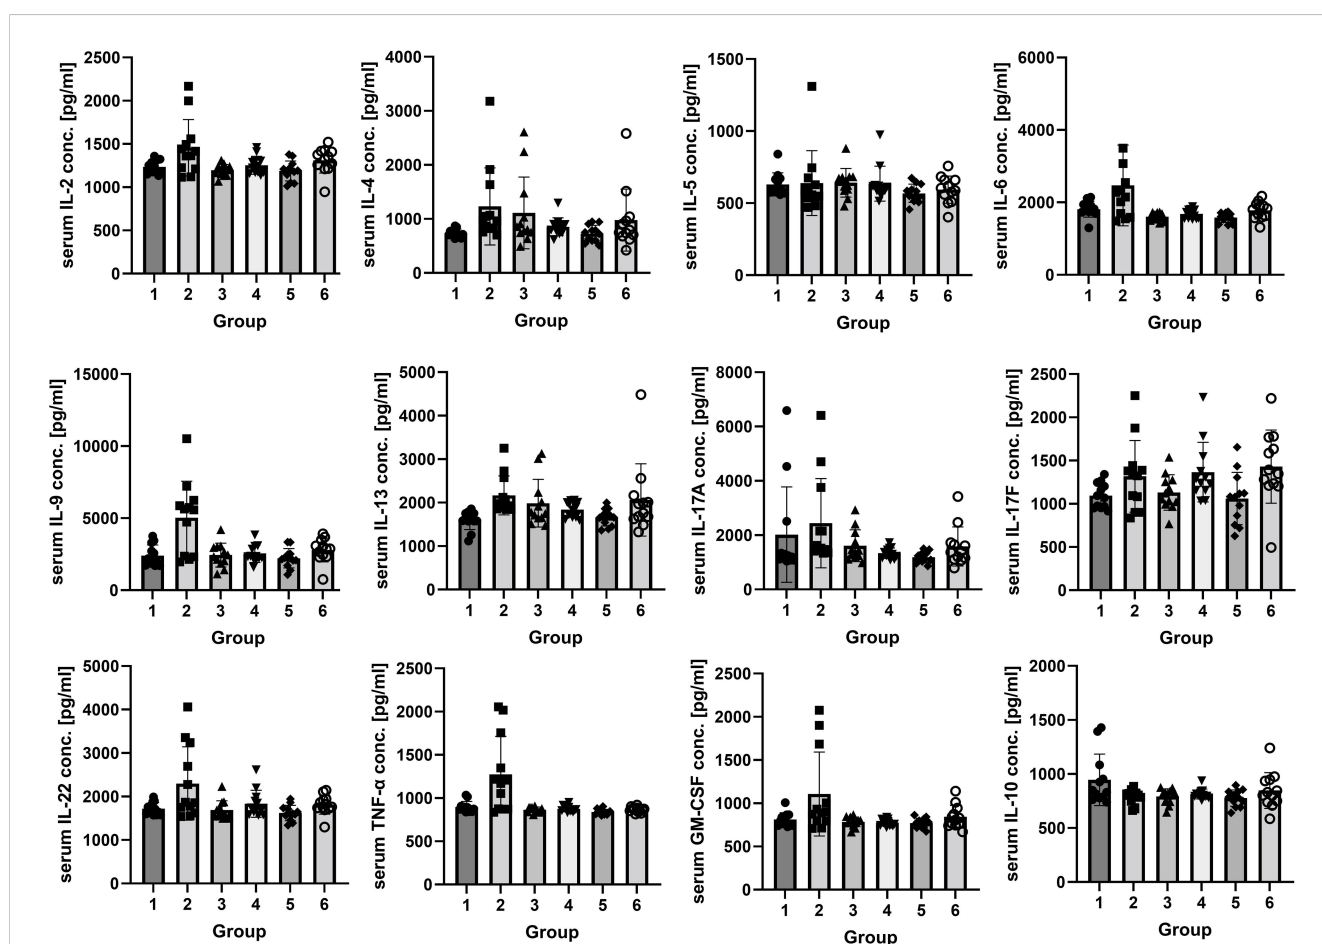 serum IL-2 conc. [pg/ml]
2500
2000
1500
1000
500
0
1 2 3 4 5 6
Group
serum IL-4 conc. [pg/ml]
4000
3000
2000
1000
0
1 2 3 4 5 6
Group
serum IL-5 conc. [pg/ml]
1500
1000
500
0
1 2 3 4 5 6
Group
serum IL-6 conc. [pg/ml]
6000
4000
2000
0
1 2 3 4 5 6
Group
serum IL-9 conc. [pg/ml]
15000
10000
5000
0
1 2 3 4 5 6
Group
serum IL-13 conc. [pg/ml]
5000
4000
3000
2000
1000
0
1 2 3 4 5 6
Group
serum IL-17A conc. [pg/ml]
8000
6000
4000
2000
0
1 2 3 4 5 6
Group
serum IL-17F conc. [pg/ml]
2500
2000
1500
1000
500
0
1 2 3 4 5 6
Group
serum IL-22 conc. [pg/ml]
5000
4000
3000
2000
1000
0
1 2 3 4 5 6
Group
serum TNF-α conc. [pg/ml]
2500
2000
1500
1000
500
0
1 2 3 4 5 6
Group
serum GM-CSF conc. [pg/ml]
2500
2000
1500
1000
500
0
1 2 3 4 5 6
Group
serum IL-10 conc. [pg/ml]
2000
1500
1000
500
0
1 2 3 4 5 6
Group